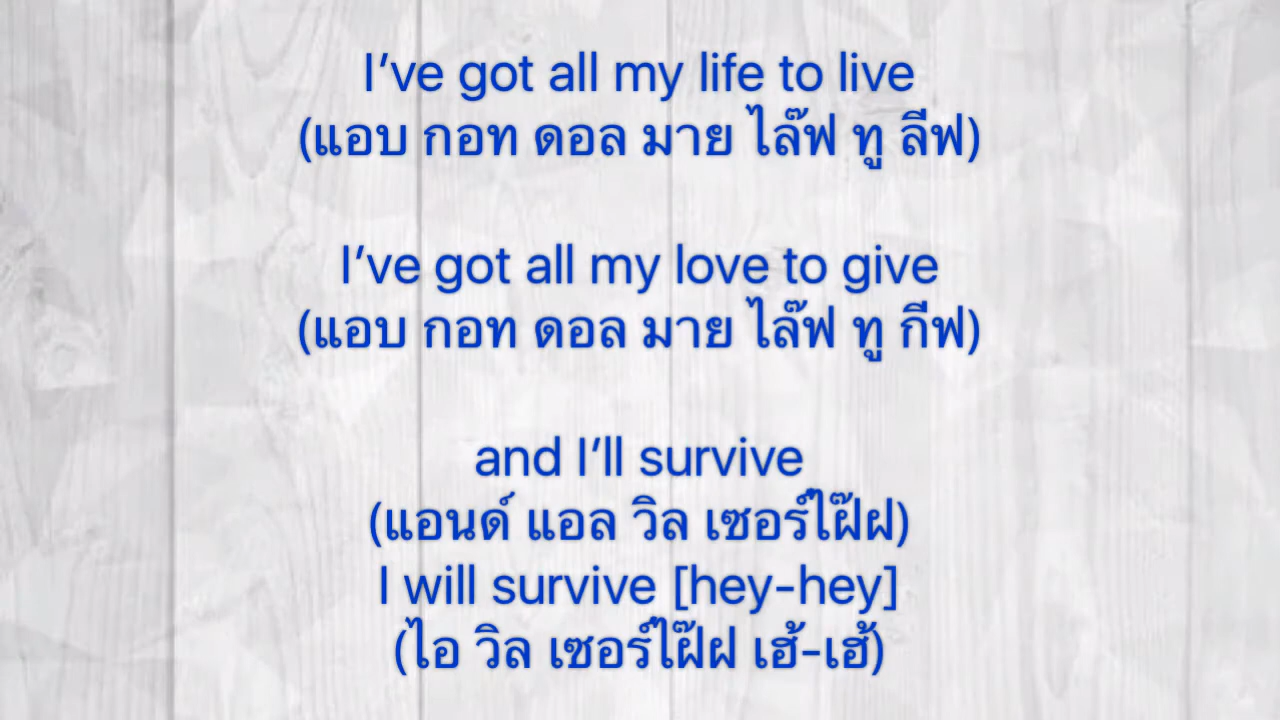 I’ve got all my life to live
(แอบ กอท ดอล มาย ไล๊ฟ ทู ลีฟ)
I’ve got all my love to give
(แอบ กอท ดอล มาย ไล๊ฟ ทู กีฟ)
and I’ll survive
(แอนด์ แอล วิล เซอร์ไฝ๊ฝ)
I will survive [hey-hey]
(ไอ วิล เซอร์ไฝ๊ฝ เฮ้-เฮ้)